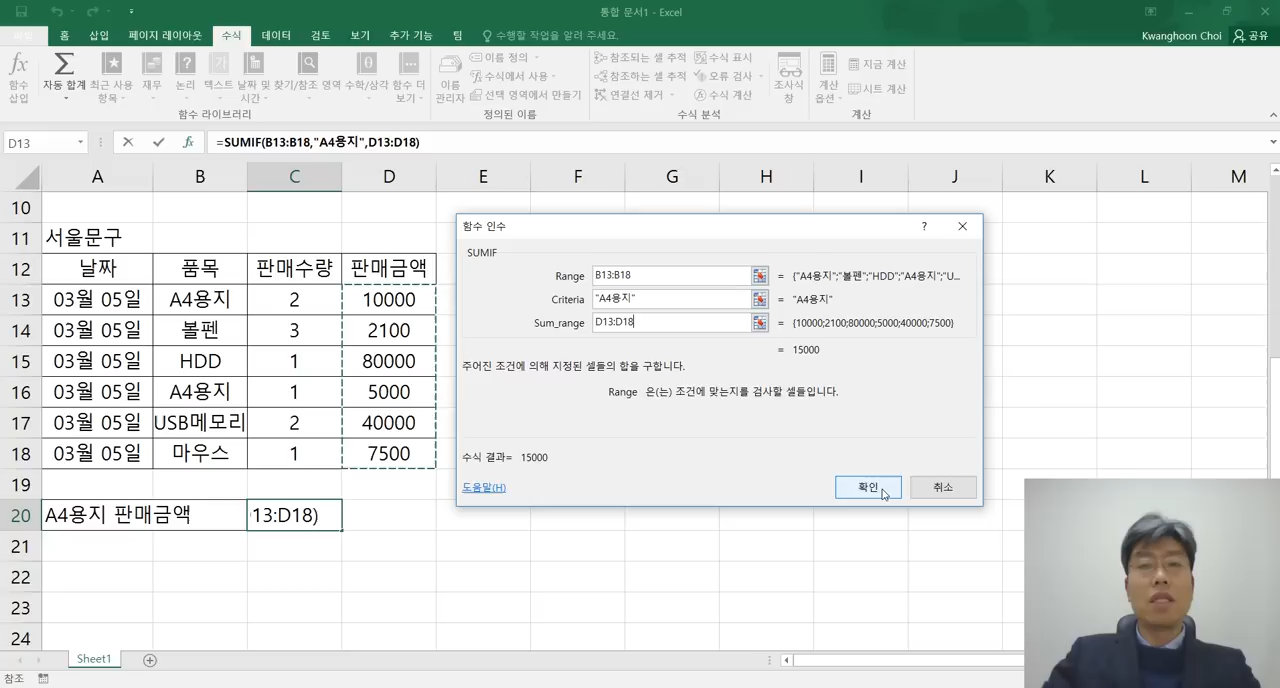 통합 문서1 - Excel
홈 삽입 페이지 레이아웃 수식 데이터 검토 보기 추가 기능 팀 수행할 작업을 알려 주세요. Kwanghoon Choi 공유
fx 함수 삽입
Σ 자동 합계
최근 사용 항목
재무
논리
텍스트
날짜 및 시간
찾기/참조 영역
수학/삼각
함수 더 보기
함수 라이브러리
이름 관리자
이름 정의
수식에서 사용
선택 영역에서 만들기
정의된 이름
참조되는 셀 추적
참조하는 셀 추적
연결선 제거
수식 표시
오류 검사
수식 계산
조사식 창
수식 분석
계산 옵션
지금 계산
시트 계산
계산
D13 fx =SUMIF(B13:B18,"A4용지",D13:D18)
A B C D E F G H I J K L M
10
11 서울문구
12 날짜 품목 판매수량 판매금액
13 03월 05일 A4용지 2 10000
14 03월 05일 볼펜 3 2100
15 03월 05일 HDD 1 80000
16 03월 05일 A4용지 1 5000
17 03월 05일 USB메모리 2 40000
18 03월 05일 마우스 1 7500
19
20 A4용지 판매금액 13:D18)
21
22
23
24
함수 인수 ?
SUMIF
Range B13:B18 = {"A4용지";"볼펜";"HDD";"A4용지";"U...
Criteria "A4용지" = "A4용지"
Sum_range D13:D18 = {10000;2100;80000;5000;40000;7500}
= 15000
주어진 조건에 의해 지정된 셀들의 합을 구합니다.
Range 은(는) 조건에 맞는지를 검사할 셀들입니다.
수식 결과= 15000
도움말(H) 확인 취소
Sheet1
참조